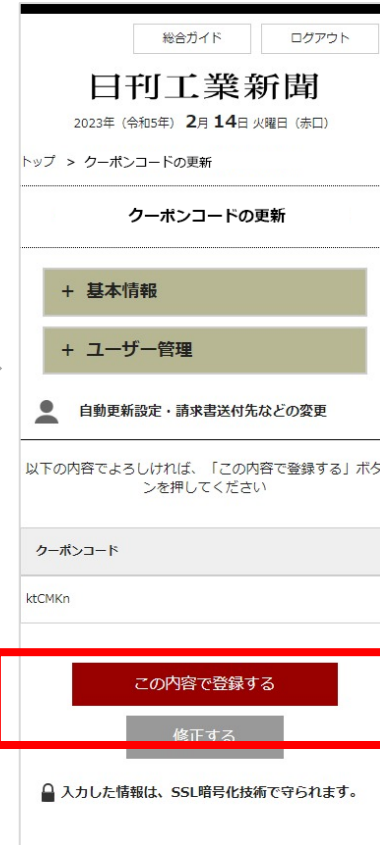 総合ガイド
ログアウト
日刊工業新聞
2023年（令和5年） 2月 14日 火曜日（赤口）
トップ > クーポンコードの更新
クーポンコードの更新
+ 基本情報
+ ユーザー管理
自動更新設定・請求書送付先などの変更
以下の内容でよろしければ、「この内容で登録する」ボタ
ンを押してください
クーポンコード
ktCMKn
この内容で登録する
修正する
入力した情報は、SSL暗号化技術で守られます。